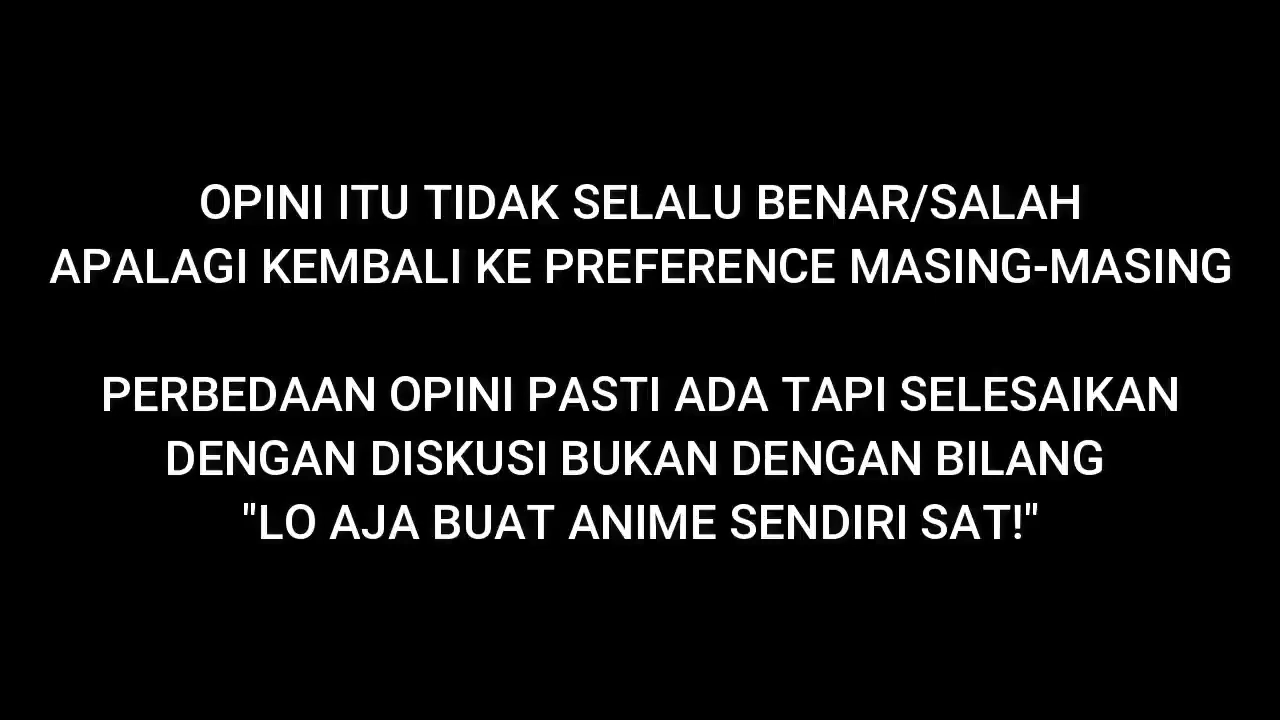 OPINI ITU TIDAK SELALU BENAR/SALAH
APALAGI KEMBALI KE PREFERENCE MASING-MASING
PERBEDAAN OPINI PASTI ADA TAPI SELESAIKAN
DENGAN DISKUSI BUKAN DENGAN BILANG
"LO AJA BUAT ANIME SENDIRI SAT!"